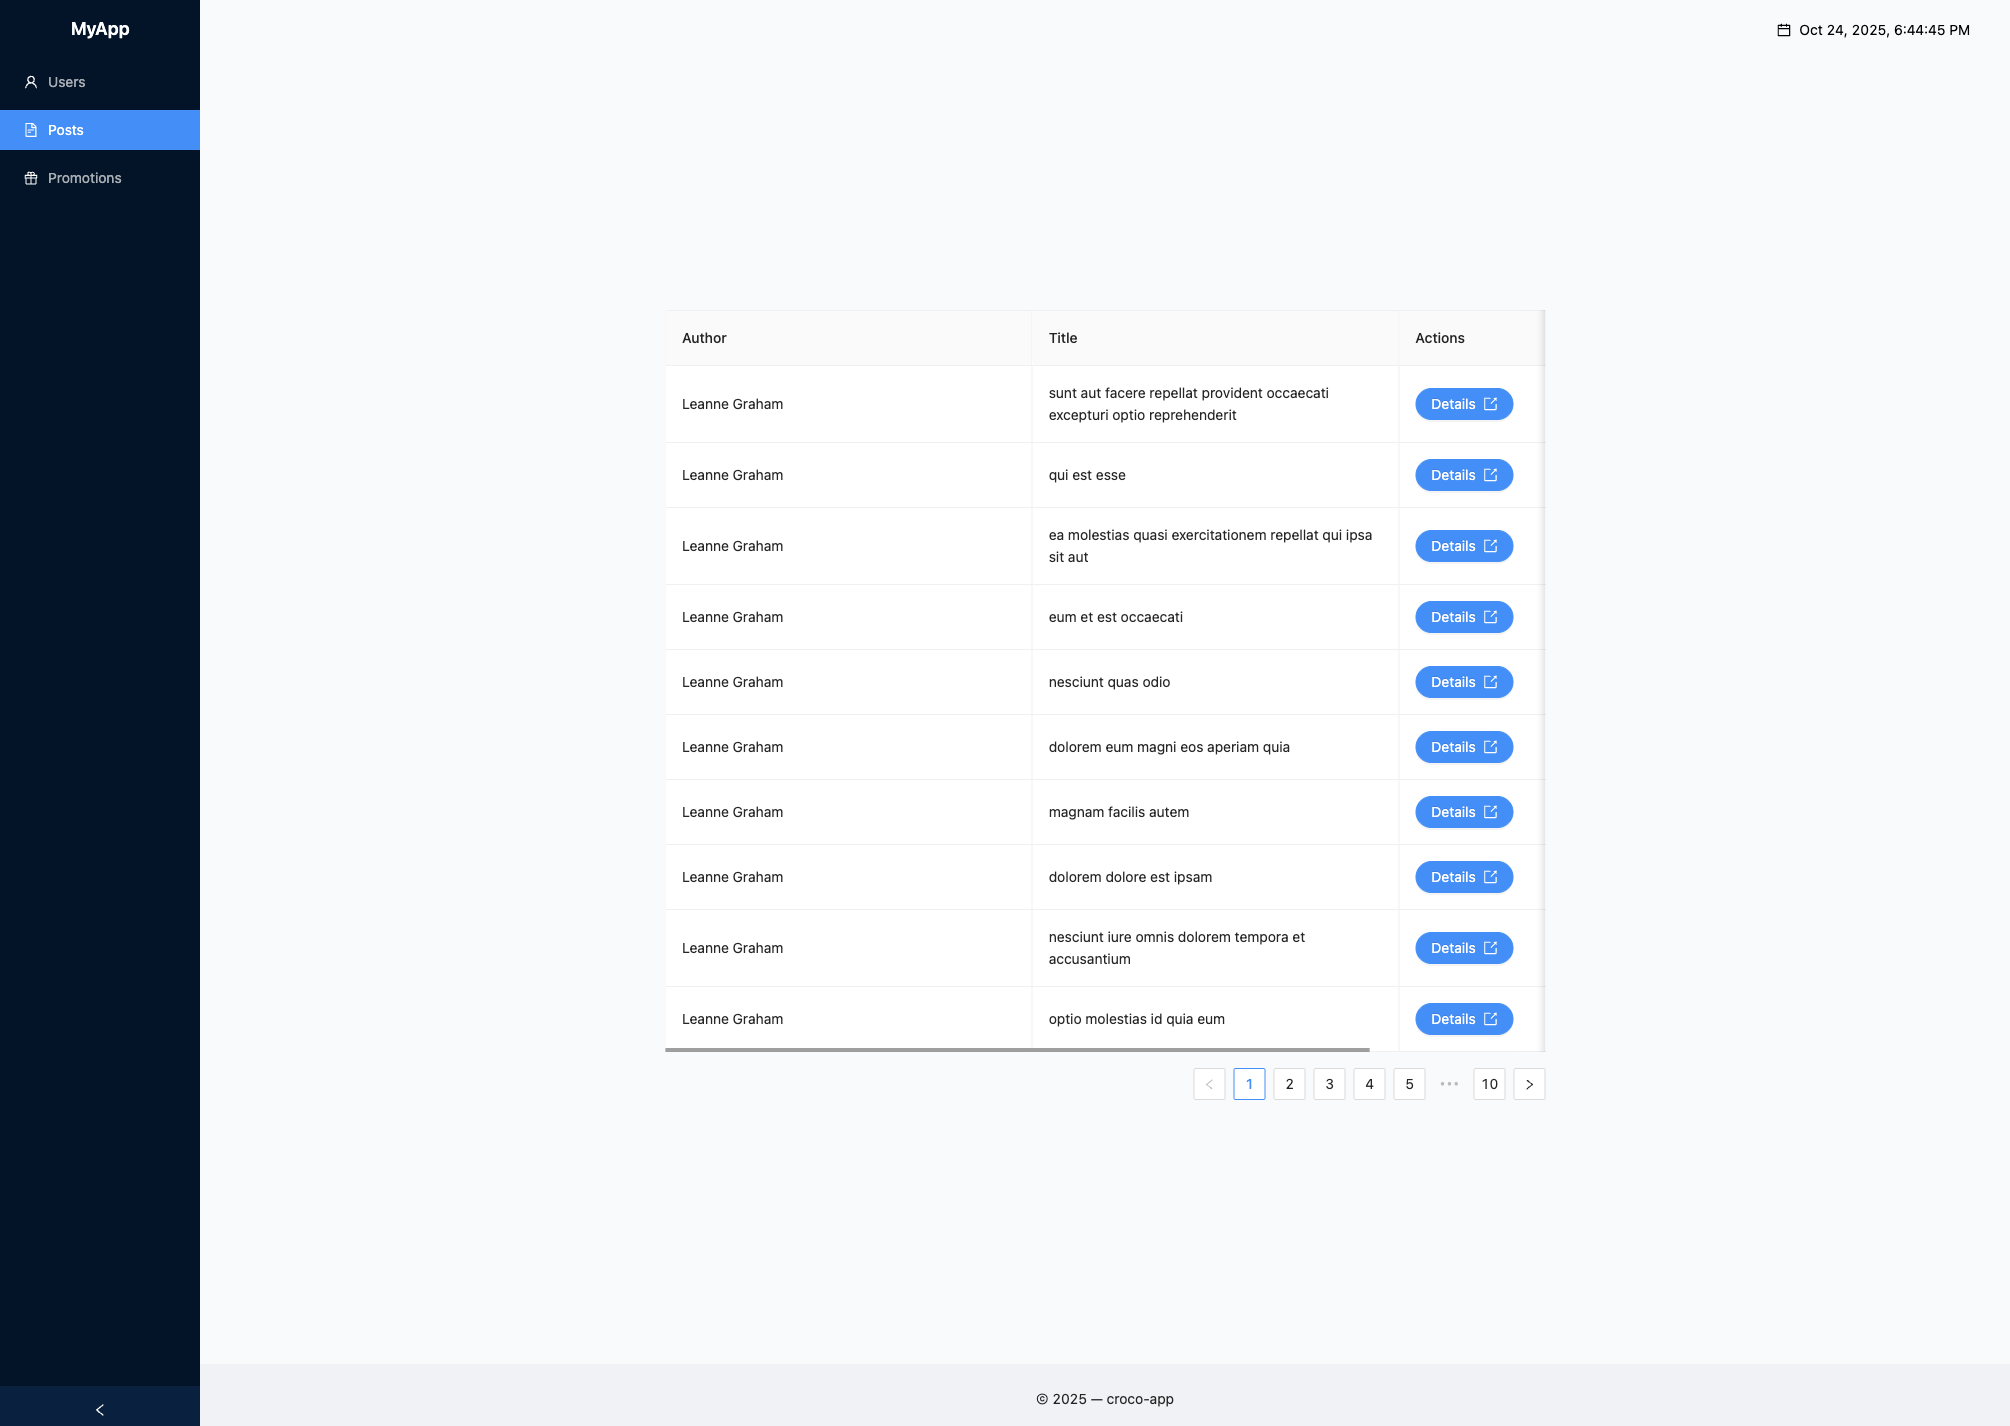 MyApp
Oct 24, 2025, 6:44:45 PM
Users
Posts
Promotions
Author Title Actions
Leanne Graham sunt aut facere repellat provident occaecati
excepturi optio reprehenderit Details
Leanne Graham qui est esse Details
Leanne Graham ea molestias quasi exercitationem repellat qui ipsa
sit aut Details
Leanne Graham eum et est occaecati Details
Leanne Graham nesciunt quas odio Details
Leanne Graham dolorem eum magni eos aperiam quia Details
Leanne Graham magnam facilis autem Details
Leanne Graham dolorem dolore est ipsam Details
Leanne Graham nesciunt iure omnis dolorem tempora et
accusantium Details
Leanne Graham optio molestias id quia eum Details
1 2 3 4 5 ••• 10
© 2025 — croco-app